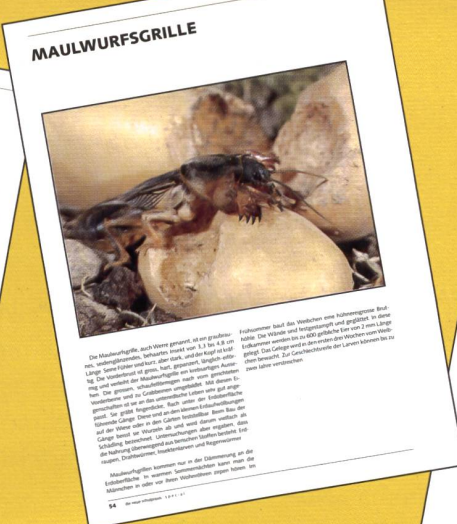 MAULWURFSGRILLE
Die Maulwurfsgrille, auch Werre genannt, ist ein graubrau-
nes, seidenglänzendes, behaartes Insekt von 3,5 bis 4,8 cm
Länge. Seine Fühler sind kurz, aber stark, und der Kopf ist kräf-
tig. Die Vorderbrust ist gross, hart, gepanzert, länglich eiför-
mig und verleiht der Maulwurfsgrille ein krebsartiges Ausse-
hen. Die grossen, schaufelförmigen nach vorn gerichteten
Vorderbeine sind zu Grabbeinen umgebildet. Mit diesen Ei-
genschaften ist sie an das unterirdische Leben sehr gut ange-
passt. Sie gräbt fingerdicke, flach unter der Erdoberfläche
führende Gänge. Diese sind an den kleinen Erdaufwölbungen
auf der Wiese oder in den Gärten feststellbar. Beim Bau der
Gänge beisst sie Wurzeln ab und wird darum vielfach als
Schädling bezeichnet. Untersuchungen aber ergaben, dass
die Nahrung überwiegend aus tierischen Stoffen besteht: Erd-
raupen, Drahtwürmer, Insektenlarven und Regenwürmer.
Maulwurfsgrillen kommen nur in der Dämmerung an die
Erdoberfläche. In warmen Sommernächten kann man die
Männchen in oder vor ihren Wohnröhren zirpen hören. Im
Frühsommer baut das Weibchen eine hühnereigrosse Brut-
höhle. Die Wände sind festgestampft und geglättet. In diese
Erdkammer werden bis zu 600 gelbliche Eier von 2 mm Länge
gelegt. Das Gelege wird in den ersten drei Wochen vom Weib-
chen bewacht. Zur Geschlechtsreife der Larven können bis zu
zwei Jahre verstreichen.
54 die neue schulpraxis